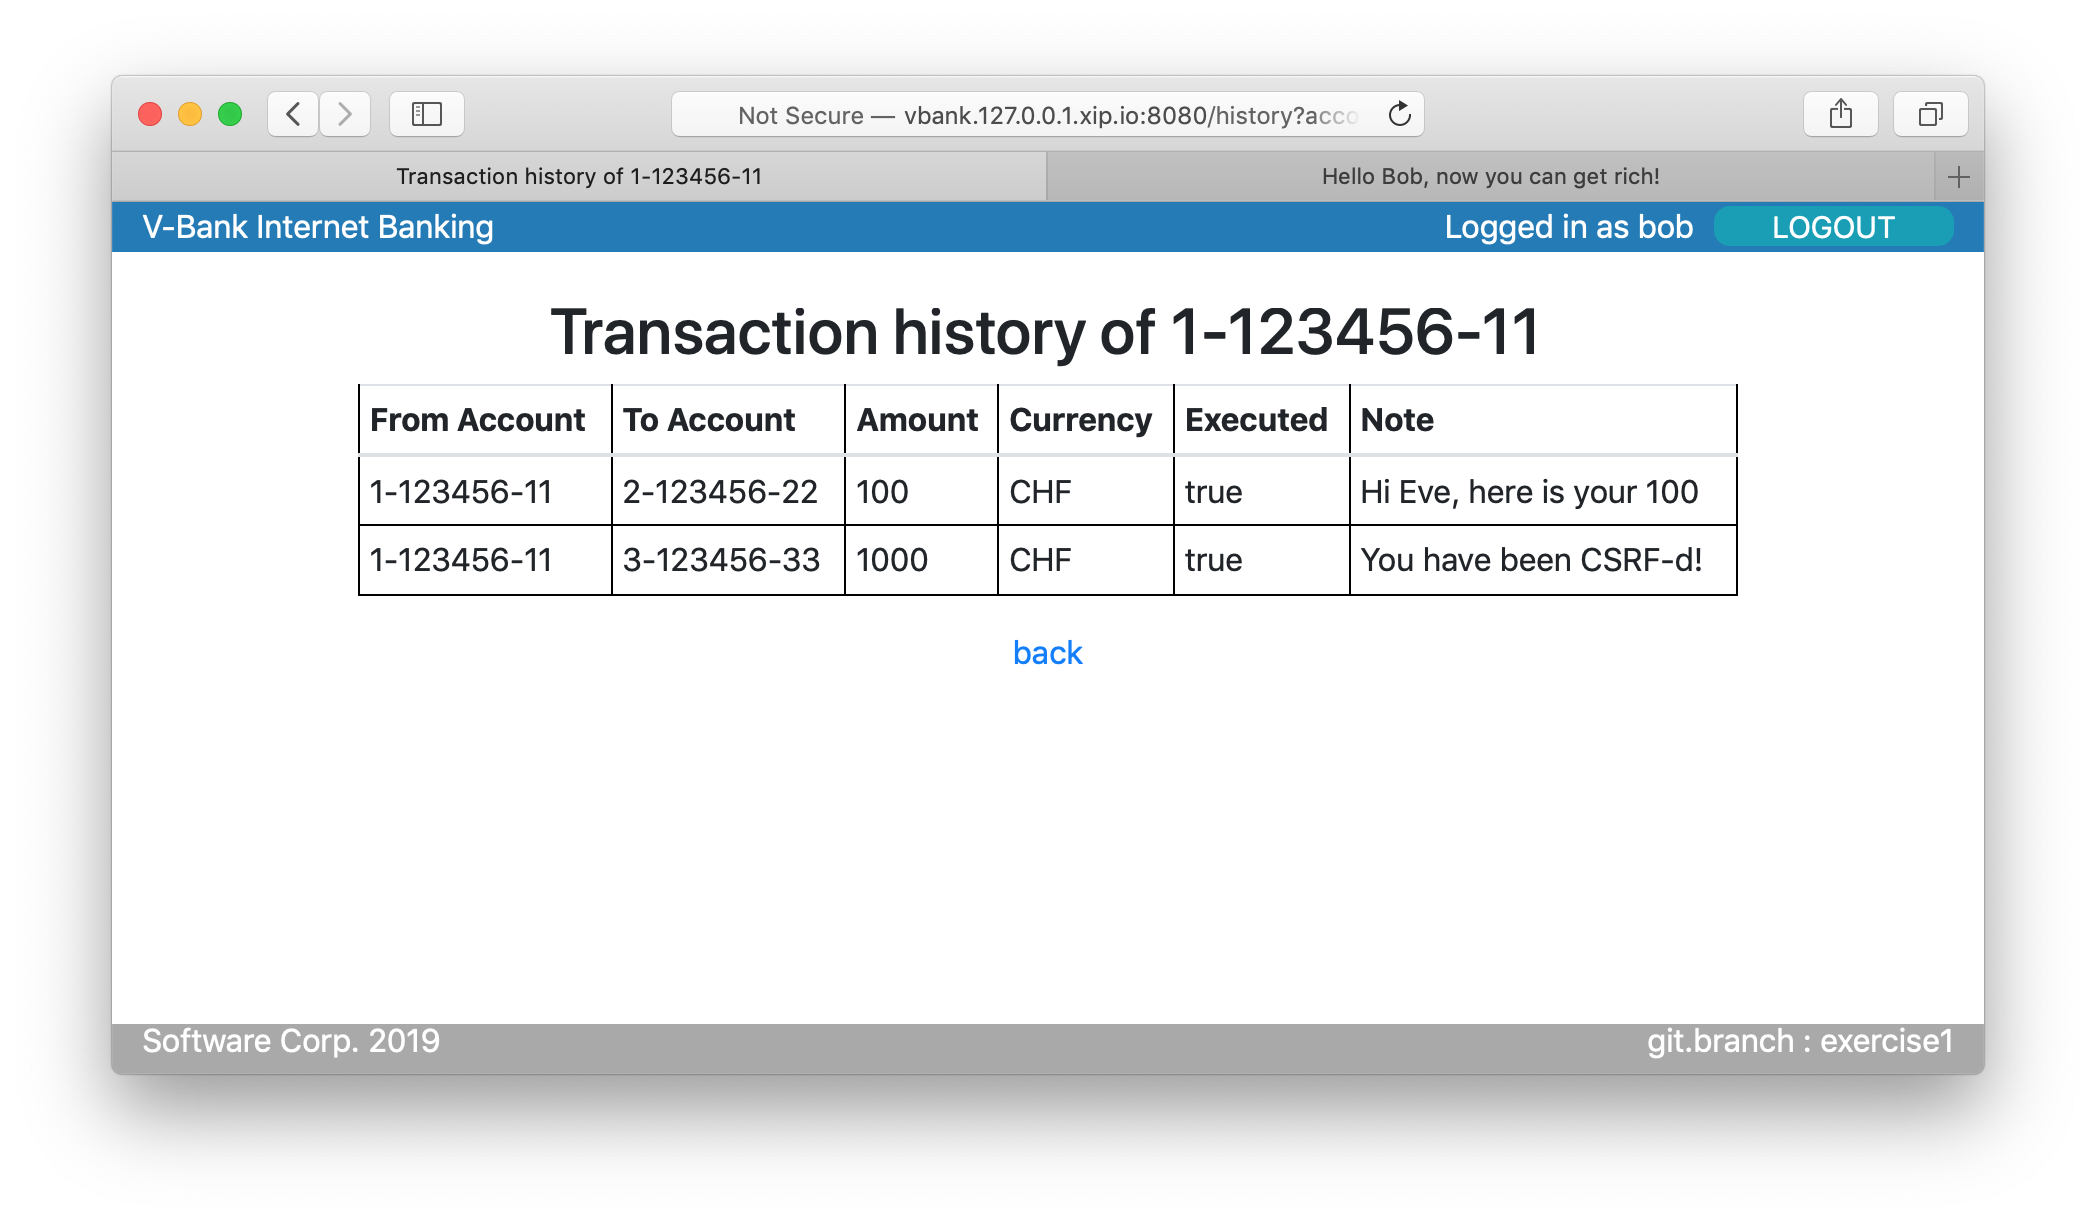 Not Secure — vbank.127.0.0.1.xip.io:8080/history?acco
Transaction history of 1-123456-11
Hello Bob, now you can get rich!
V-Bank Internet Banking
Logged in as bob
LOGOUT
Transaction history of 1-123456-11
From Account To Account Amount Currency Executed Note
1-123456-11 2-123456-22 100 CHF true Hi Eve, here is your 100
1-123456-11 3-123456-33 1000 CHF true You have been CSRF-d!
back
Software Corp. 2019
git.branch : exercise1